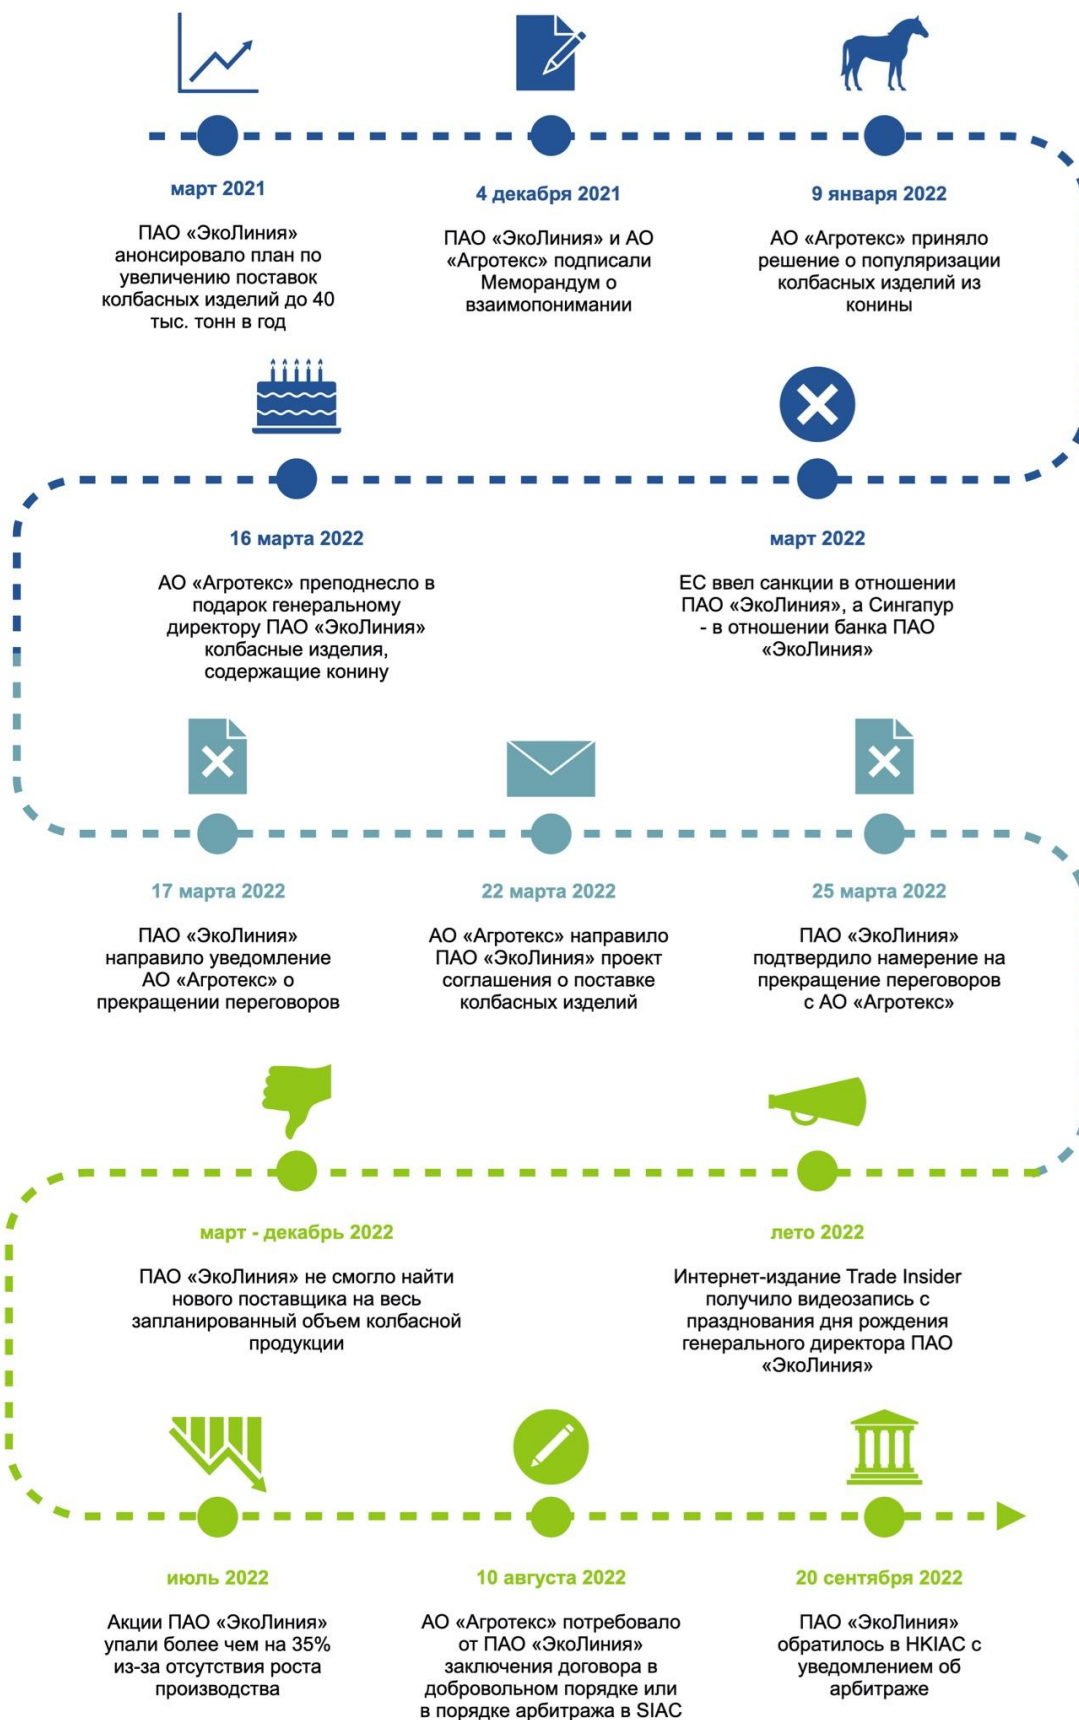 март 2021
ПАО «ЭкоЛиния»
анонсировало план по
увеличению поставок
колбасных изделий до 40
тыс. тонн в год
4 декабря 2021
ПАО «ЭкоЛиния» и АО
«Агротекс» подписали
Меморандум о
взаимопонимании
9 января 2022
АО «Агротекс» приняло
решение о популяризации
колбасных изделий из
конины
16 марта 2022
АО «Агротекс» преподнесло в
подарок генеральному
директору ПАО «ЭкоЛиния»
колбасные изделия,
содержащие конину
март 2022
ЕС ввел санкции в отношении
ПАО «ЭкоЛиния», а Сингапур
- в отношении банка ПАО
«ЭкоЛиния»
17 марта 2022
ПАО «ЭкоЛиния»
направило уведомление
АО «Агротекс» о
прекращении переговоров
22 марта 2022
АО «Агротекс» направило
ПАО «ЭкоЛиния» проект
соглашения о поставке
колбасных изделий
25 марта 2022
ПАО «ЭкоЛиния»
подтвердило намерение на
прекращение переговоров
с АО «Агротекс»
март - декабрь 2022
ПАО «ЭкоЛиния» не смогло найти
нового поставщика на весь
запланированный объем колбасной
продукции
лето 2022
Интернет-издание Trade Insider
получило видеозапись с
празднования дня рождения
генерального директора ПАО
«ЭкоЛиния»
июль 2022
Акции ПАО «ЭкоЛиния»
упали более чем на 35%
из-за отсутствия роста
производства
10 августа 2022
АО «Агротекс» потребовало
от ПАО «ЭкоЛиния»
заключения договора в
добровольном порядке или
в порядке арбитража в SIAC
20 сентября 2022
ПАО «ЭкоЛиния»
обратилось в HKIAC с
уведомлением об
арбитраже